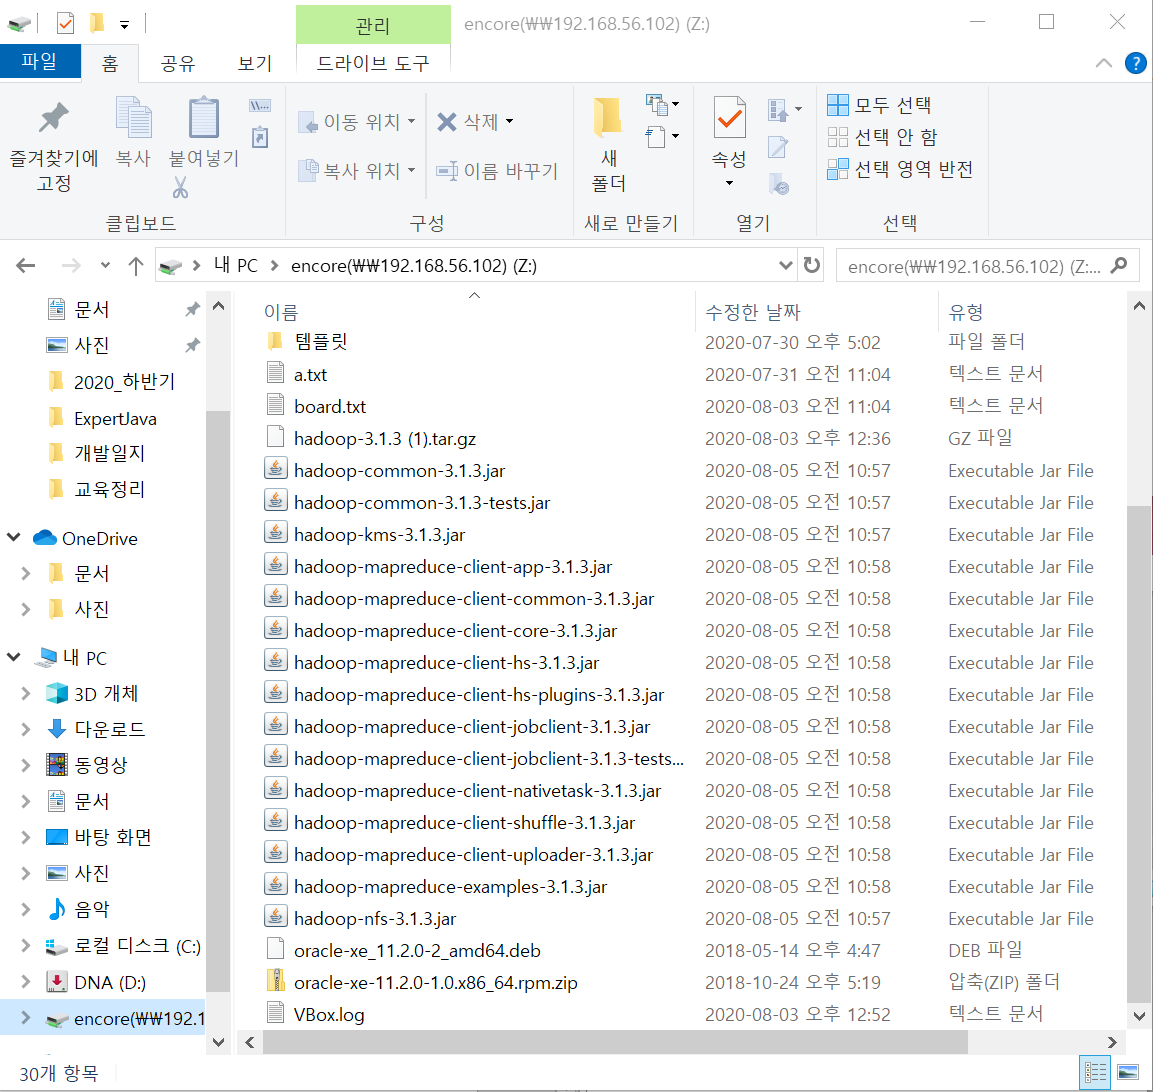 관리
encore(₩₩192.168.56.102) (Z:)
파일 홈 공유 보기 드라이브 도구
즐겨찾기에 고정
복사
붙여넣기
이동 위치
복사 위치
삭제
이름 바꾸기
새 폴더
속성
모두 선택
선택 안 함
선택 영역 반전
클립보드 구성 새로 만들기 열기 선택
내 PC encore(₩₩192.168.56.102) (Z:)
encore(₩₩192.168.56.102) (Z:...
문서
사진
2020_하반기
ExpertJava
개발일지
교육정리
OneDrive
문서
사진
내 PC
3D 개체
다운로드
동영상
문서
바탕 화면
사진
음악
로컬 디스크 (C:)
DNA (D:)
encore(₩₩192.1
이름 수정한 날짜 유형
템플릿 2020-07-30 오후 5:02 파일 폴더
a.txt 2020-07-31 오전 11:04 텍스트 문서
board.txt 2020-08-03 오전 11:04 텍스트 문서
hadoop-3.1.3 (1).tar.gz 2020-08-03 오후 12:36 GZ 파일
hadoop-common-3.1.3.jar 2020-08-05 오전 10:57 Executable Jar File
hadoop-common-3.1.3-tests.jar 2020-08-05 오전 10:57 Executable Jar File
hadoop-kms-3.1.3.jar 2020-08-05 오전 10:57 Executable Jar File
hadoop-mapreduce-client-app-3.1.3.jar 2020-08-05 오전 10:58 Executable Jar File
hadoop-mapreduce-client-common-3.1.3.jar 2020-08-05 오전 10:58 Executable Jar File
hadoop-mapreduce-client-core-3.1.3.jar 2020-08-05 오전 10:58 Executable Jar File
hadoop-mapreduce-client-hs-3.1.3.jar 2020-08-05 오전 10:58 Executable Jar File
hadoop-mapreduce-client-hs-plugins-3.1.3.jar 2020-08-05 오전 10:58 Executable Jar File
hadoop-mapreduce-client-jobclient-3.1.3.jar 2020-08-05 오전 10:58 Executable Jar File
hadoop-mapreduce-client-jobclient-3.1.3-tests... 2020-08-05 오전 10:58 Executable Jar File
hadoop-mapreduce-client-nativetask-3.1.3.jar 2020-08-05 오전 10:58 Executable Jar File
hadoop-mapreduce-client-shuffle-3.1.3.jar 2020-08-05 오전 10:58 Executable Jar File
hadoop-mapreduce-client-uploader-3.1.3.jar 2020-08-05 오전 10:58 Executable Jar File
hadoop-mapreduce-examples-3.1.3.jar 2020-08-05 오전 10:58 Executable Jar File
hadoop-nfs-3.1.3.jar 2020-08-05 오전 10:57 Executable Jar File
oracle-xe_11.2.0-2_amd64.deb 2018-05-14 오후 4:47 DEB 파일
oracle-xe-11.2.0-1.0.x86_64.rpm.zip 2018-10-24 오후 5:19 압축(ZIP) 폴더
VBox.log 2020-08-03 오후 12:52 텍스트 문서
30개 항목